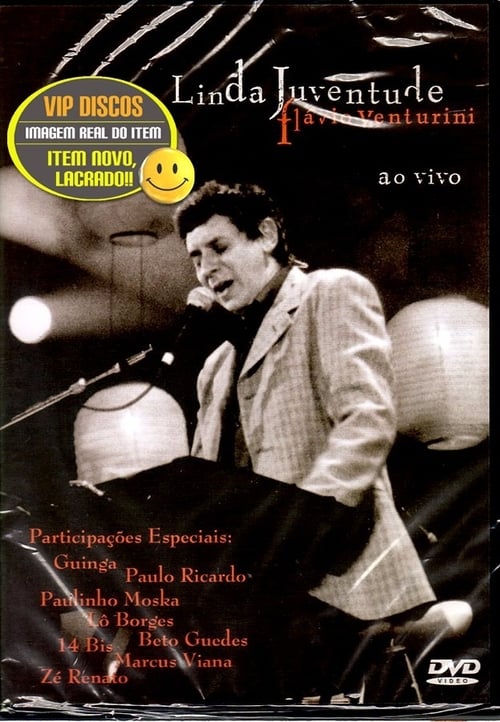 Linda Juventude
flávio venturini
ao vivo
VIP DISCOS
IMAGEM REAL DO ITEM
ITEM NOVO,
LACRADO!!
Participações Especiais:
Guinga
Paulo Ricardo
Paulinho Moska
Lô Borges
Beto Guedes
14 Bis
Marcus Viana
Zé Renato
DVD
VIDEO